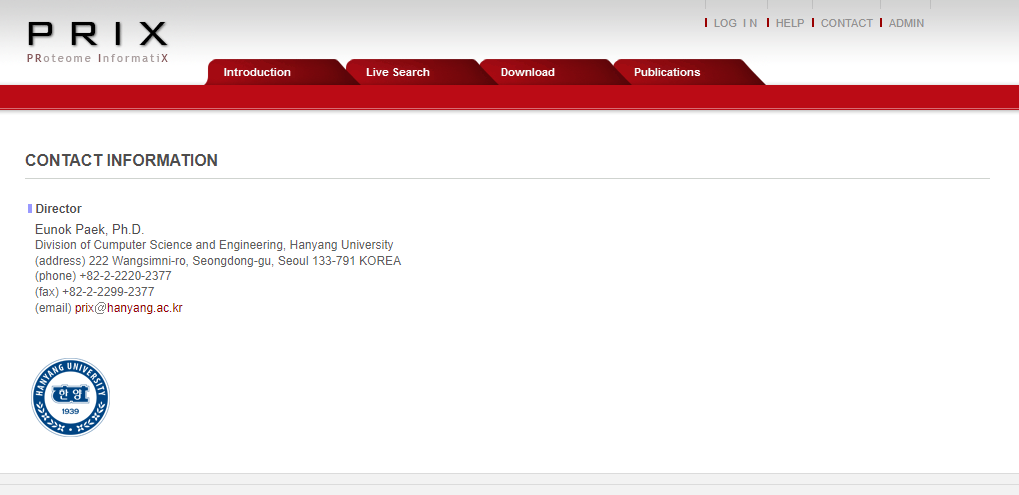 PRIX
PRoteome InformatiX
LOG IN
HELP
CONTACT
ADMIN
Introduction
Live Search
Download
Publications
CONTACT INFORMATION
Director
Eunok Paek, Ph.D.
Division of Cumputer Science and Engineering, Hanyang University
(address) 222 Wangsimni-ro, Seongdong-gu, Seoul 133-791 KOREA
(phone) +82-2-2220-2377
(fax) +82-2-2299-2377
(email) prix@hanyang.ac.kr
HANYANG UNIVERSITY
한양
1939